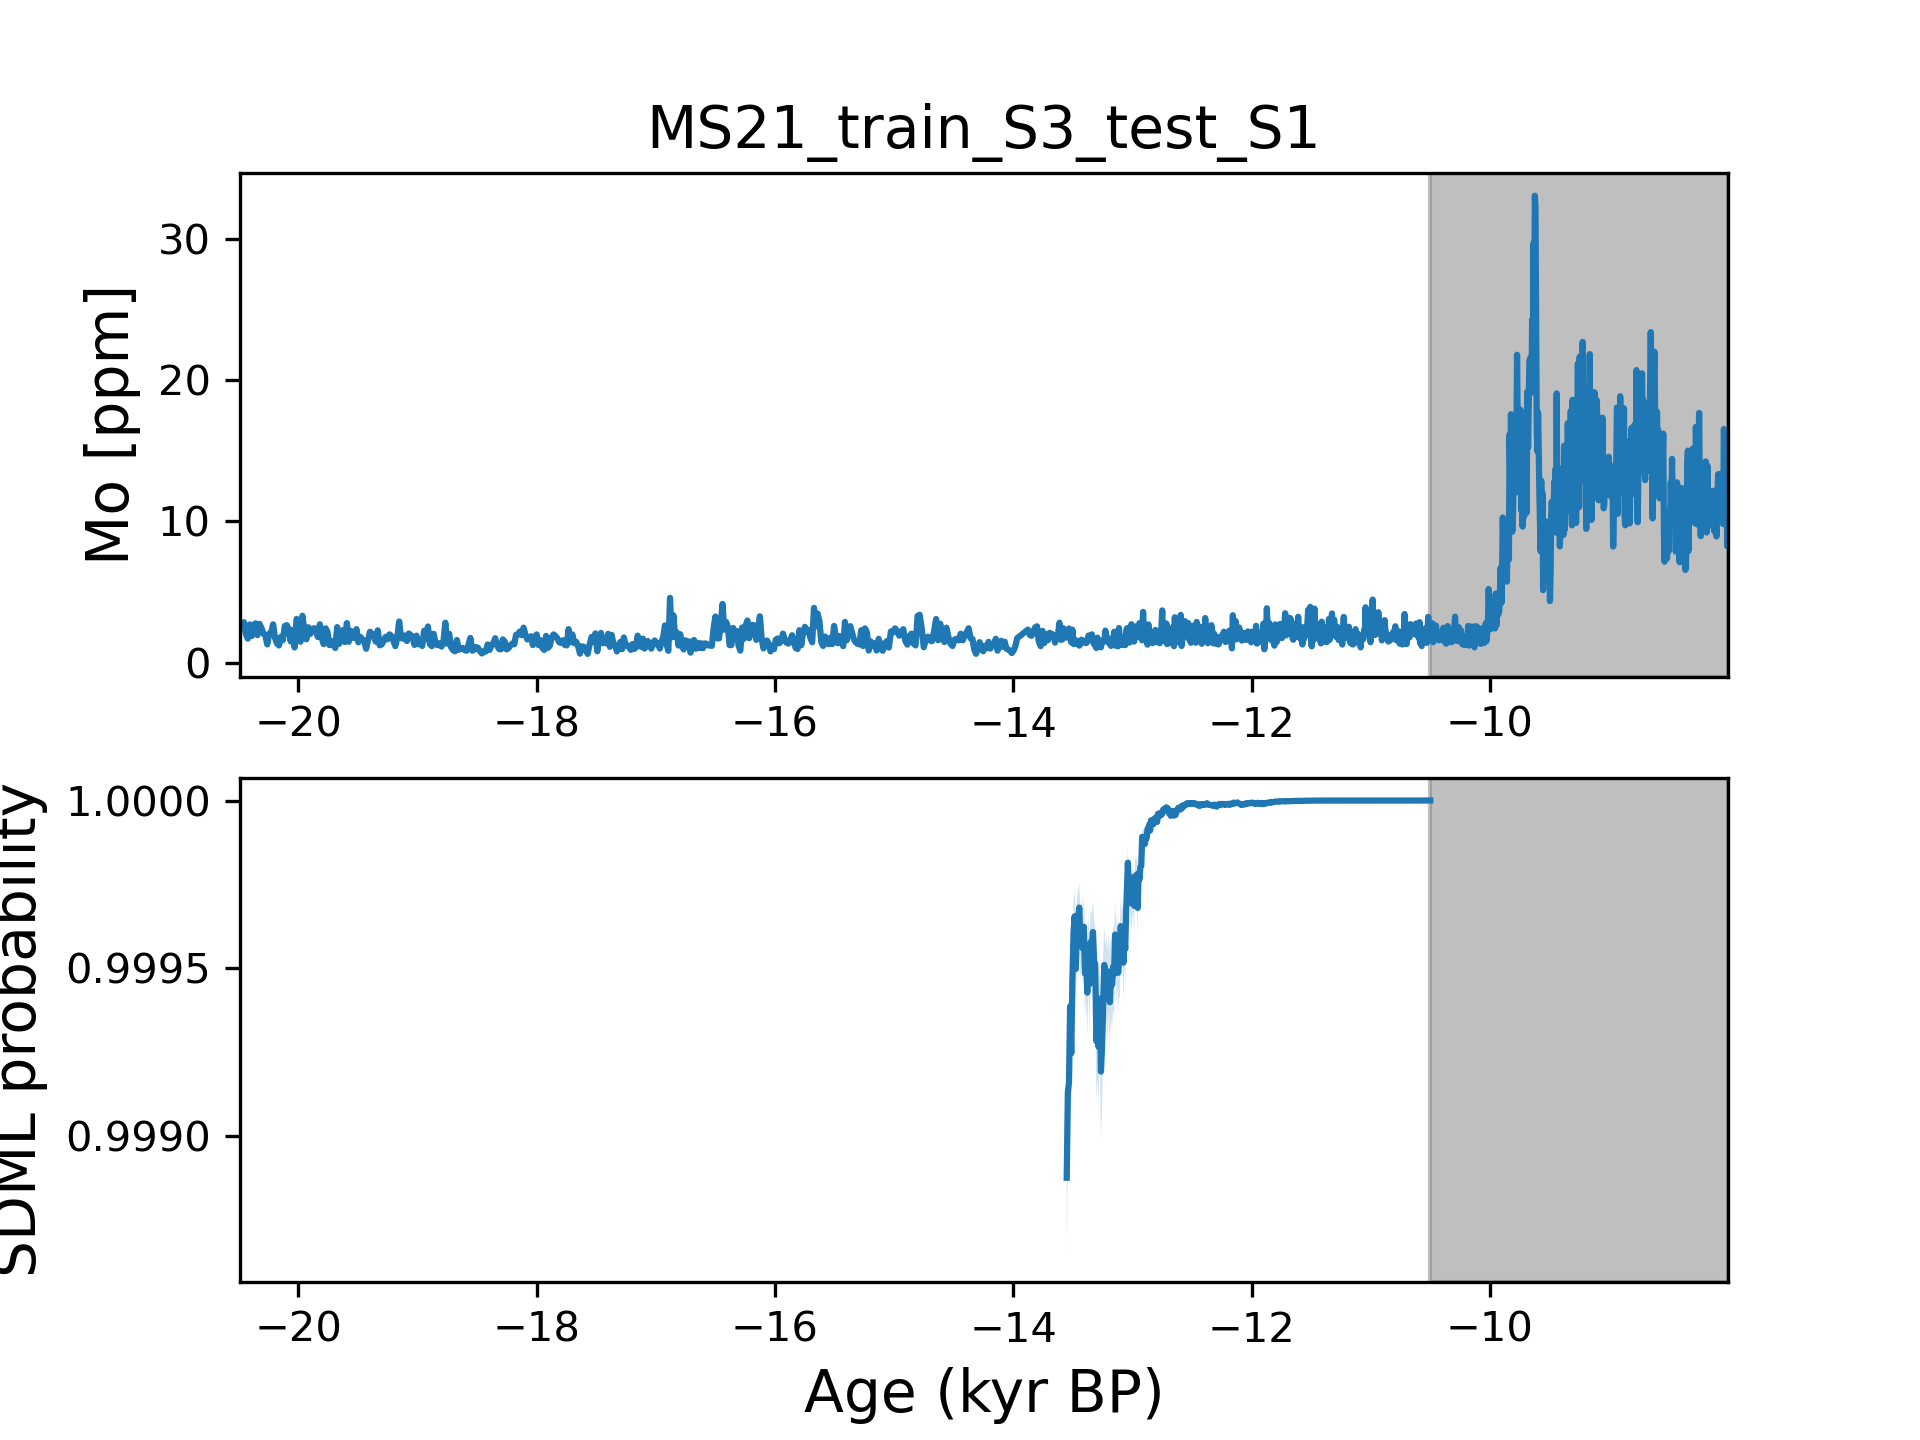 MS21_train_S3_test_S1
Mo [ppm]
30
20
10
0
−20 −18 −16 −14 −12 −10
SDML probability
1.0000
0.9995
0.9990
−20 −18 −16 −14 −12 −10
Age (kyr BP)